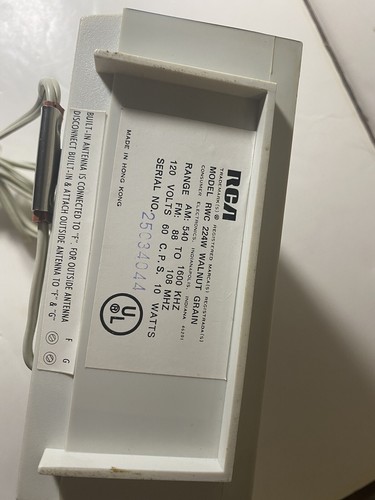 RCA
TRADEMARK(S) ® REGISTERED MARCA(S) REGISTRADA(S)
MODEL RWC 224W WALNUT GRAIN
CONSUMER ELECTRONICS, INDIANAPOLIS, INDIANA 46201
RANGE AM: 540 TO 1600 KHZ
FM: 88 TO 108 MHZ
120 VOLTS 60 C.P.S. 10 WATTS
SERIAL NO. 25C34044
UL ®
MADE IN HONG KONG
BUILT-IN ANTENNA IS CONNECTED TO "F". FOR OUTSIDE ANTENNA
DISCONNECT BUILT-IN & ATTACH OUTSIDE ANTENNA TO "F" & "G"
F G